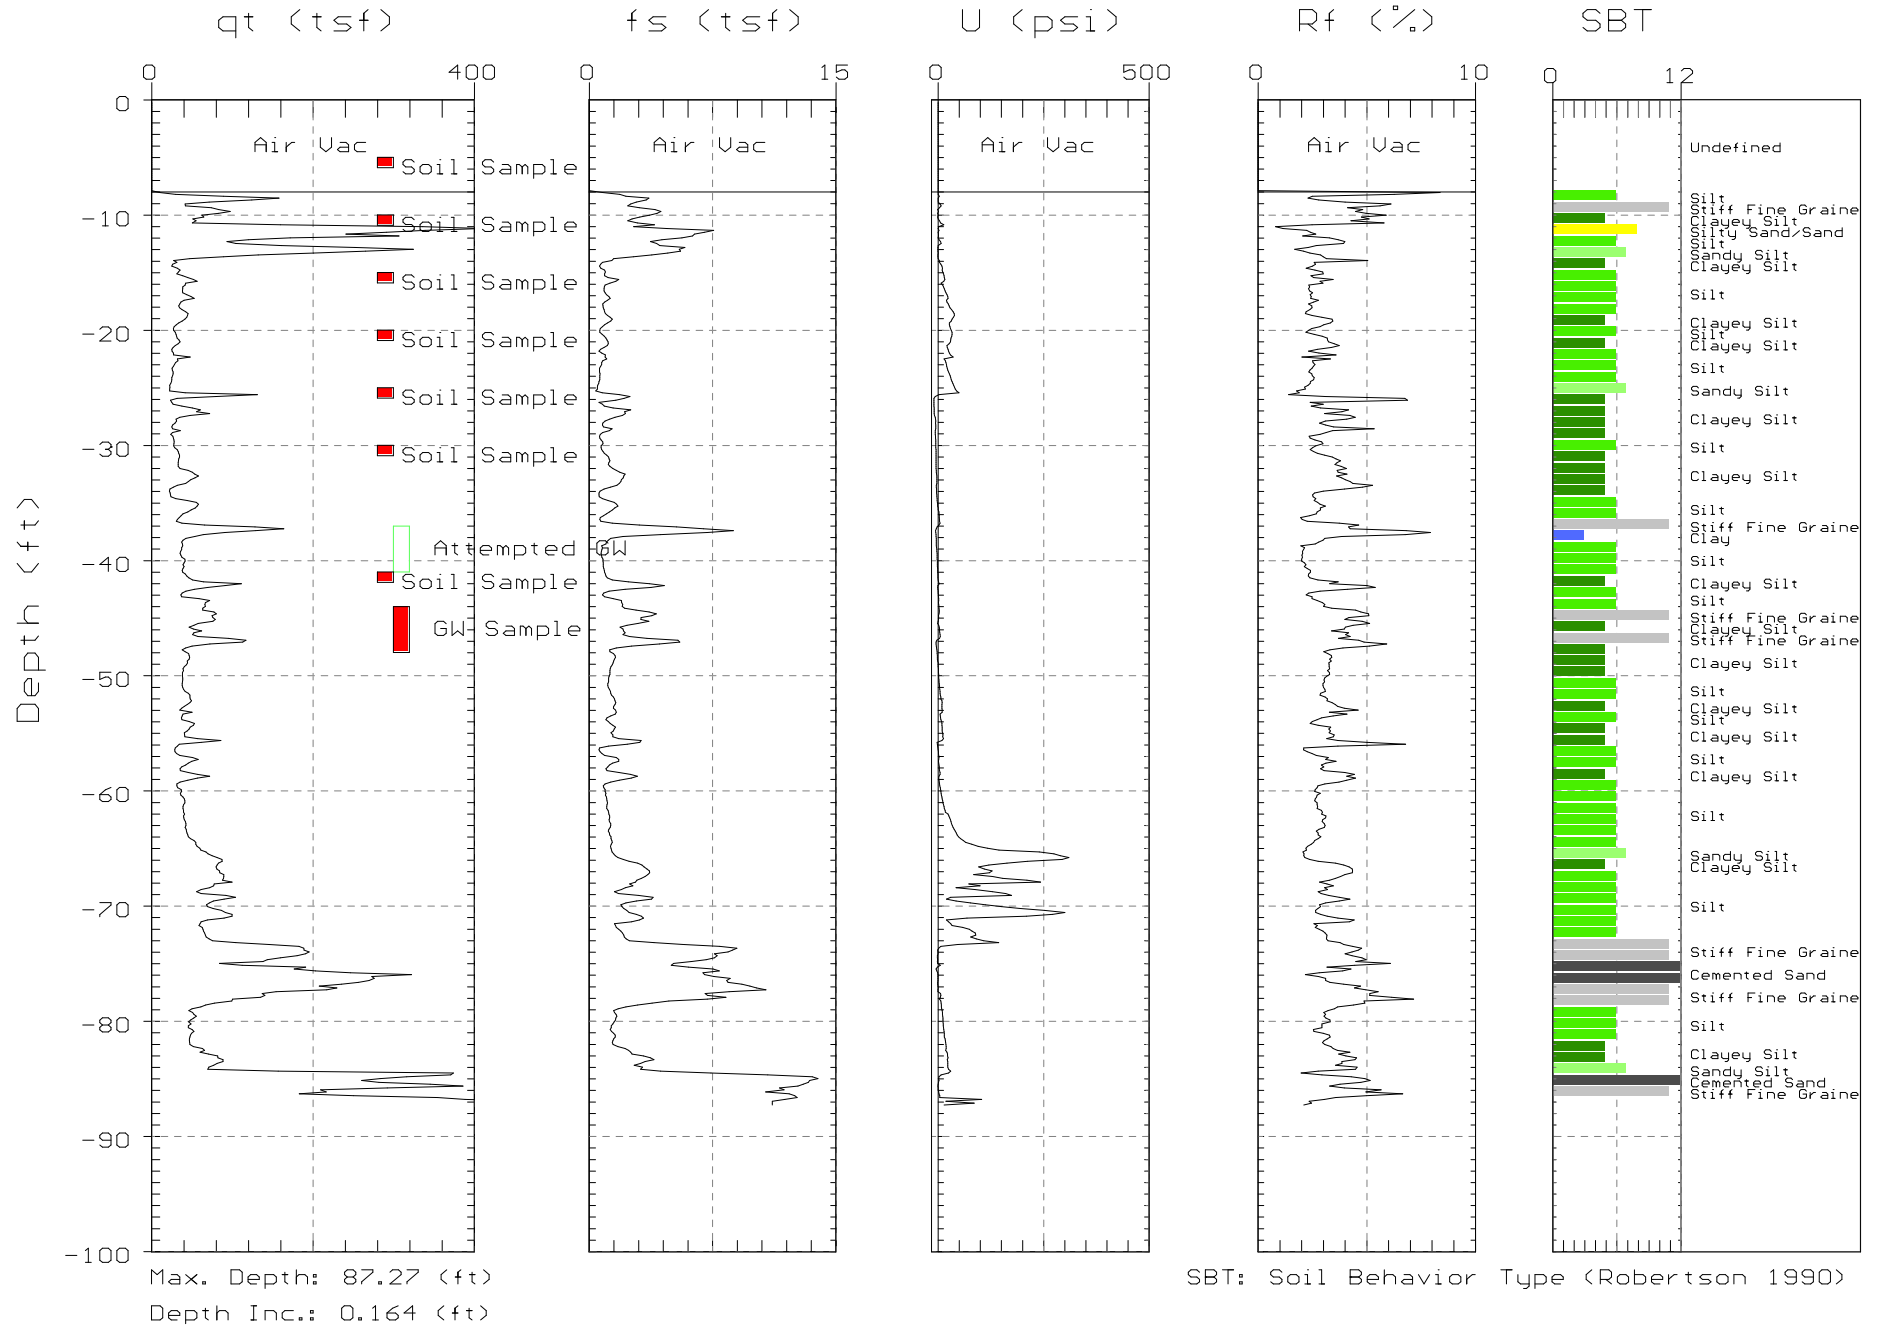 qt (tsf) fs (tsf) U (psi) Rf (%) SBT
0 400 0 15 0 500 0 10 0 12
0
Air Vac Air Vac Air Vac Air Vac
Undefined
Soil Sample
Silt
Stiff Fine Graine
-10
Clayey Silt
Soil Sample
Silty Sand/Sand
Silt
Sandy Silt
Clayey Silt
Soil Sample
Silt
Clayey Silt
-20
Silt
Soil Sample
Clayey Silt
Silt
Sandy Silt
Soil Sample
Clayey Silt
-30
Silt
Soil Sample
Clayey Silt
Silt
Stiff Fine Graine
Clay
Attempted GW
-40
Silt
Soil Sample
Clayey Silt
Silt
Stiff Fine Graine
GW Sample
Clayey Silt
Stiff Fine Graine
Clayey Silt
-50
Silt
Depth (ft)
Clayey Silt
Silt
Clayey Silt
Silt
Clayey Silt
-60
Silt
Sandy Silt
Clayey Silt
-70
Silt
Stiff Fine Graine
Cemented Sand
Stiff Fine Graine
-80
Silt
Clayey Silt
Sandy Silt
Cemented Sand
Stiff Fine Graine
-90
-100
Max. Depth: 87.27 (ft)
SBT: Soil Behavior Type (Robertson 1990)
Depth Inc.: 0.164 (ft)